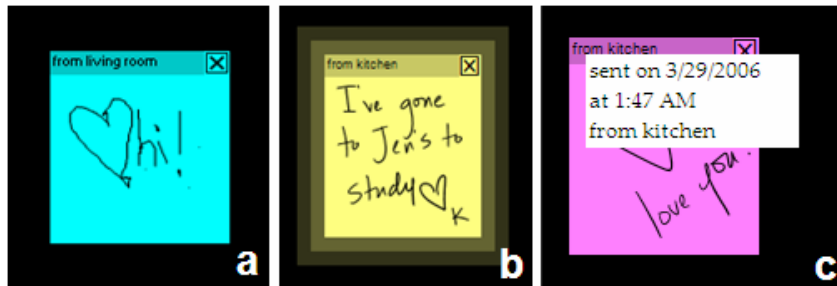 from living room
hi!
a
from kitchen
I've gone
to Jen's to
study
K
b
from kitchen
sent on 3/29/2006
at 1:47 AM
from kitchen
love you.
c